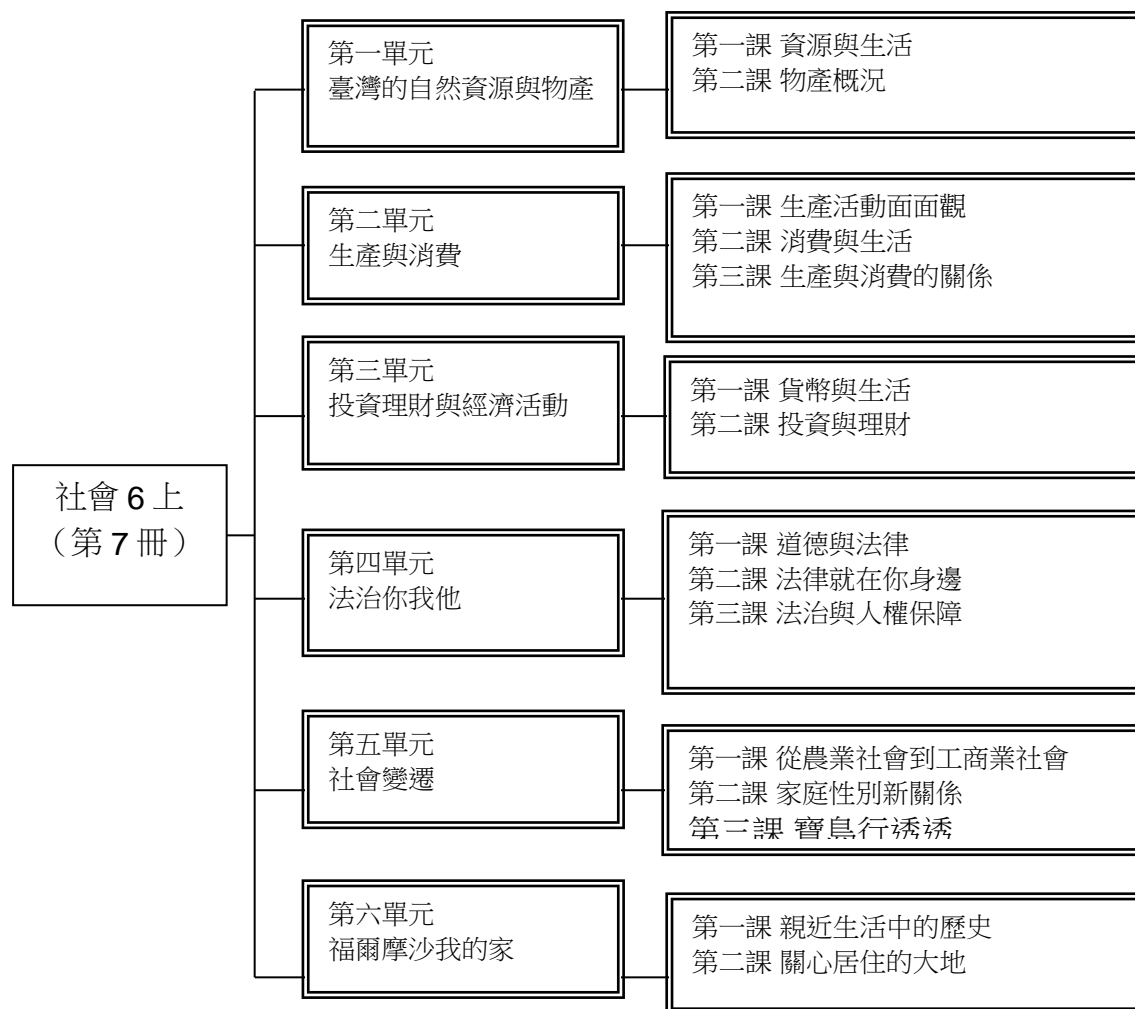 社會 6 上
（第 7 冊）
第一單元
臺灣的自然資源與物產
第一課 資源與生活
第二課 物產概況
第二單元
生產與消費
第一課 生產活動面面觀
第二課 消費與生活
第三課 生產與消費的關係
第三單元
投資理財與經濟活動
第一課 貨幣與生活
第二課 投資與理財
第四單元
法治你我他
第一課 道德與法律
第二課 法律就在你身邊
第三課 法治與人權保障
第五單元
社會變遷
第一課 從農業社會到工商業社會
第二課 家庭性別新關係
第三課 寶島行透透
第六單元
福爾摩沙我的家
第一課 親近生活中的歷史
第二課 關心居住的大地